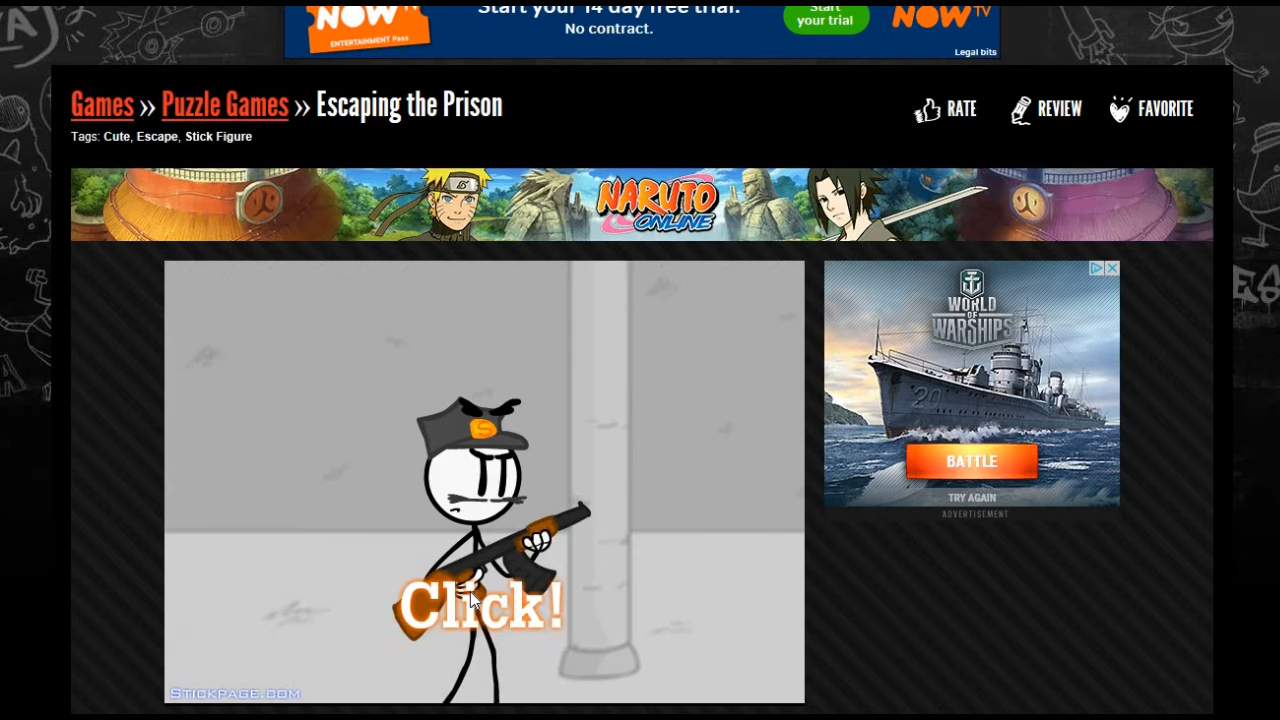 NOW TV
ENTERTAINMENT Pass
Start your 14 day free trial.
No contract.
Start
your trial
NOW TV
Legal bits
Games » Puzzle Games » Escaping the Prison
RATE
REVIEW
FAVORITE
Tags: Cute, Escape, Stick Figure
NARUTO
ONLINE
WORLD
OF
WARSHIPS
20
BATTLE
TRY AGAIN
ADVERTISEMENT
S
Click!
STICKPAGE.COM